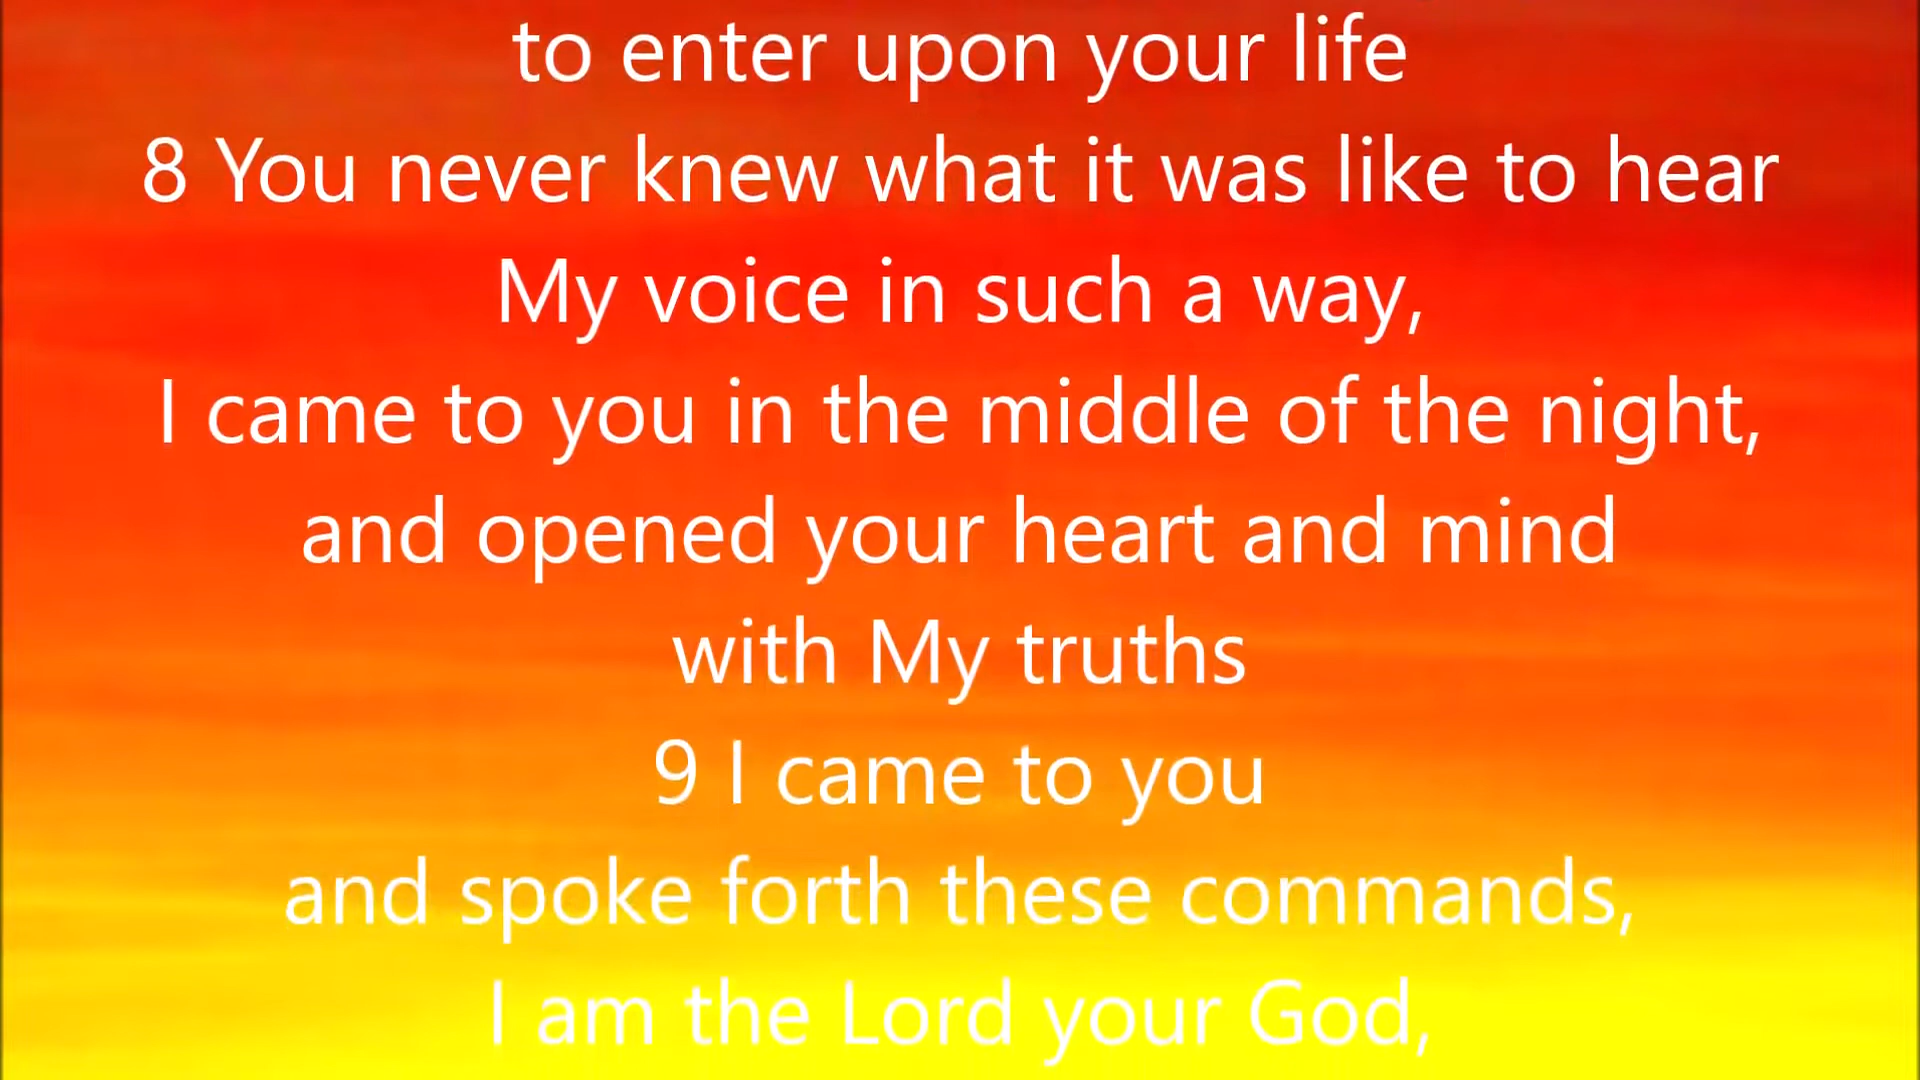 to enter upon your life
8 You never knew what it was like to hear
My voice in such a way,
I came to you in the middle of the night,
and opened your heart and mind
with My truths
9 I came to you
and spoke forth these commands,
I am the Lord your God,